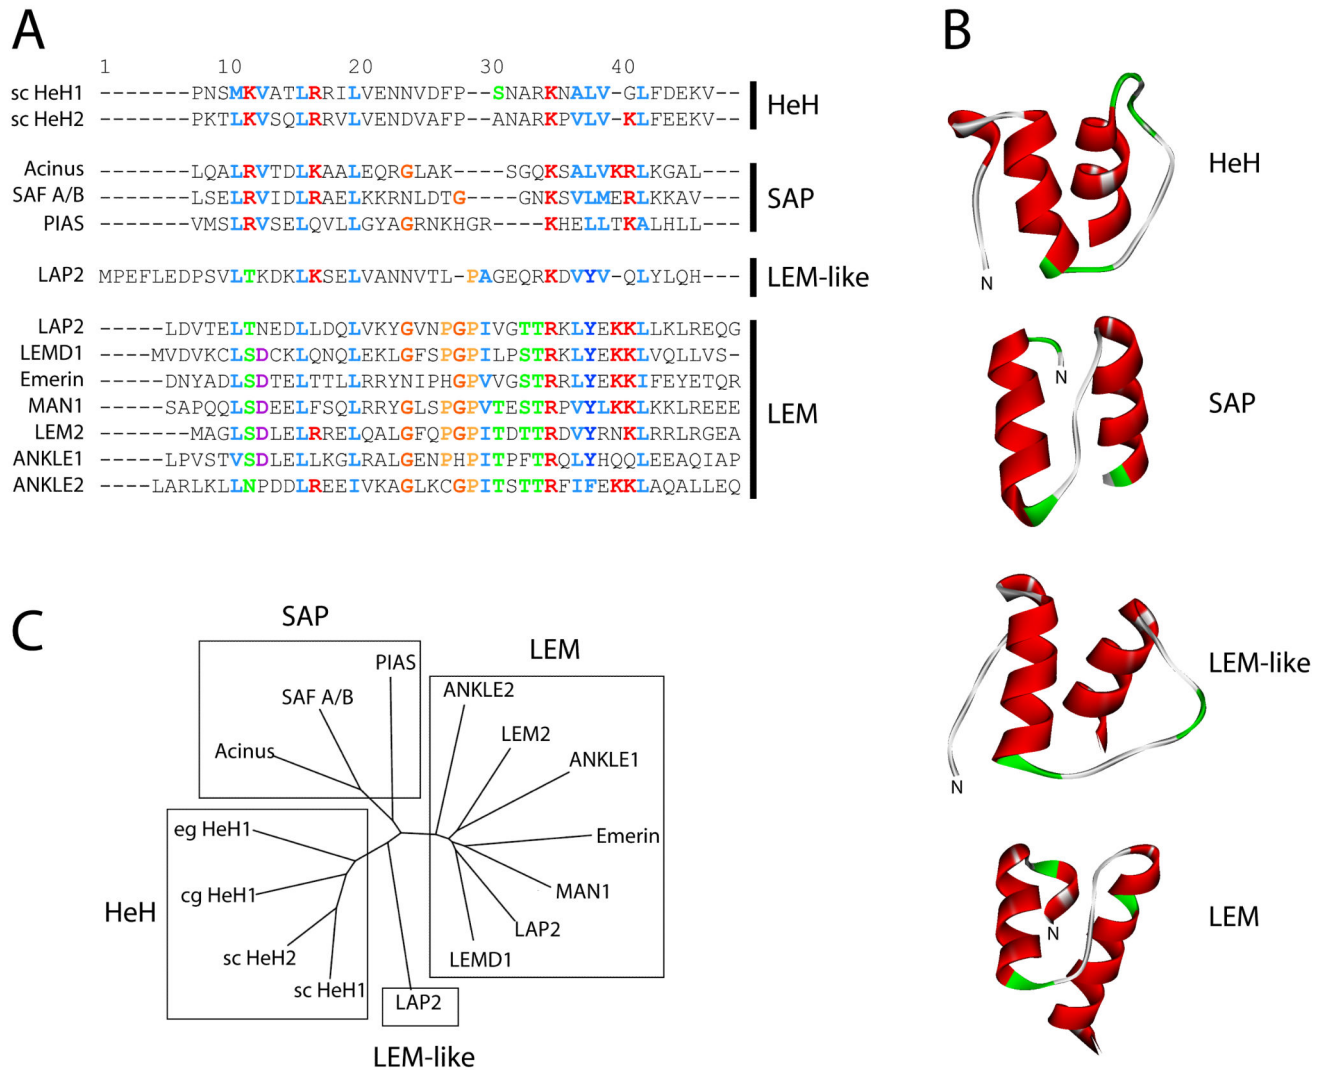 A
1 10 20 30 40
sc HeH1 -------PNSMKVATLRRILVENNVDFP--SNARKNALV-GLFDEKV--
sc HeH2 -------PKTLKVSQLRRVLVENDVAFP--ANARKPVLV-KLFEEKV--
HeH
Acinus -------LQALRVTDLKAALEQRGLAK----SGQKSALVKRLKGAL---
SAF A/B -------LSELRVIDLRAELKKRNLDTG----GNKSVLMERLKKAV---
PIAS -------VMSLRVSELQVLLGYAGRNKHGR----KHELLTKALHLL---
SAP
LAP2 MPEFLEDPSVLTKDKLKSELVANNVTL-PAGEQRKDVYV-QLYLQH---
LEM-like
LAP2 -----LDVTELTNEDLLDQLVKYGVNPGPIVGTTRKLYEKKLLKLREQG
LEMD1 ----MVDVKCLSDCKLQNQLEKLGFSPGPILPSTRKLYEKKLVQLLVS-
Emerin -----DNYADLSDTELTTLLRRYNIPHGPVVGSTRRLYEKKIFEYETQR
MAN1 -----SAPQQLSDEELFSQLRRYGLSPGPVTESTRPVYLKKLKKLREEE
LEM2 -------MAGLSDLELRRELQALGFQPGPITDTTRDVYRNKLRRLRGEA
ANKLE1 -----LPVSTVSDLELLKGLRALGENPHPITPFTRQLYHQQLEEAQIAP
ANKLE2 ----LARLKLLNPDDLREEIVKAGLKCGPITSTTRFIFEKKLAQALLEQ
LEM
B
N
HeH
N
SAP
N
LEM-like
N
LEM
C
SAP
PIAS
SAF A/B
Acinus
LEM
ANKLE2
LEM2
ANKLE1
Emerin
MAN1
LAP2
LEMD1
HeH
eg HeH1
cg HeH1
sc HeH2
sc HeH1
LAP2
LEM-like